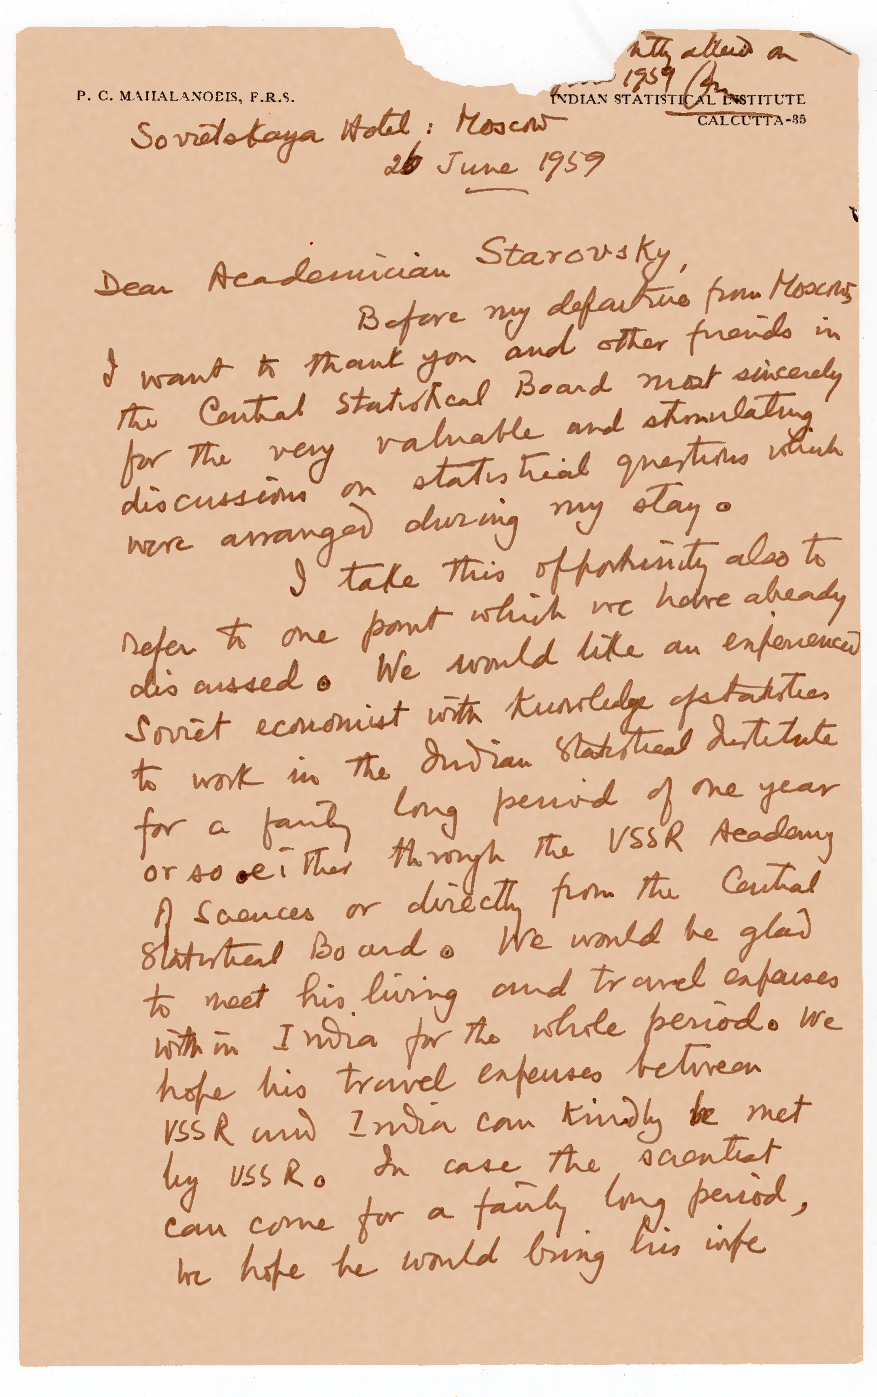 on
1959
P. C. MAHALANOBIS, F.R.S.
INDIAN STATISTICAL INSTITUTE
CALCUTTA-35
Sovietskaya Hotel : Moscow
26 June 1959
Dear Academician Starovsky,
Before my departure from Moscow,
I want to thank you and other friends in
the Central Statistical Board most sincerely
for the very valuable and stimulating
discussions on statistical questions which
were arranged during my stay.
I take this opportunity also to
refer to one point which we have already
discussed. We would like an experienced
Soviet economist with knowledge of statistics
to work in the Indian Statistical Institute
for a fairly long period of one year
or so either through the USSR Academy
of Sciences or directly from the Central
Statistical Board. We would be glad
to meet his living and travel expenses
within India for the whole period. We
hope his travel expenses between
USSR and India can kindly be met
by USSR. In case the scientist
can come for a fairly long period,
we hope he would bring his wife